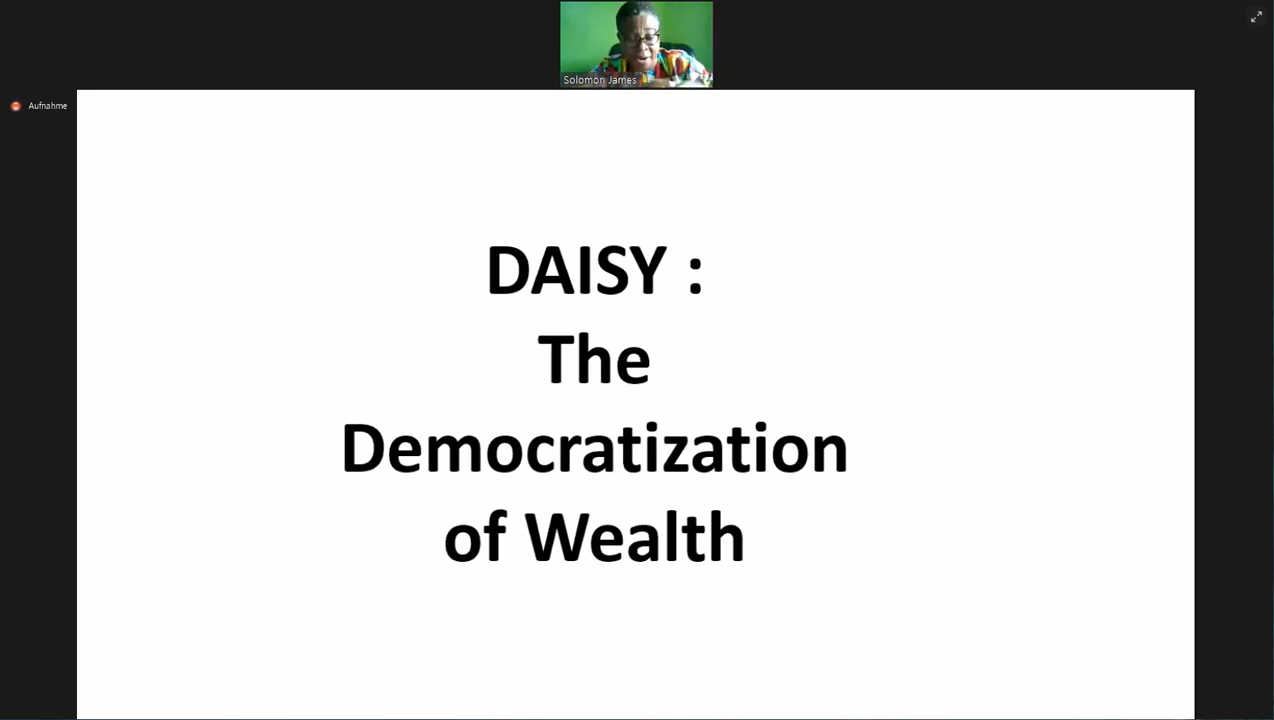 Solomon James
Aufnahme
DAISY :
The
Democratization
of Wealth